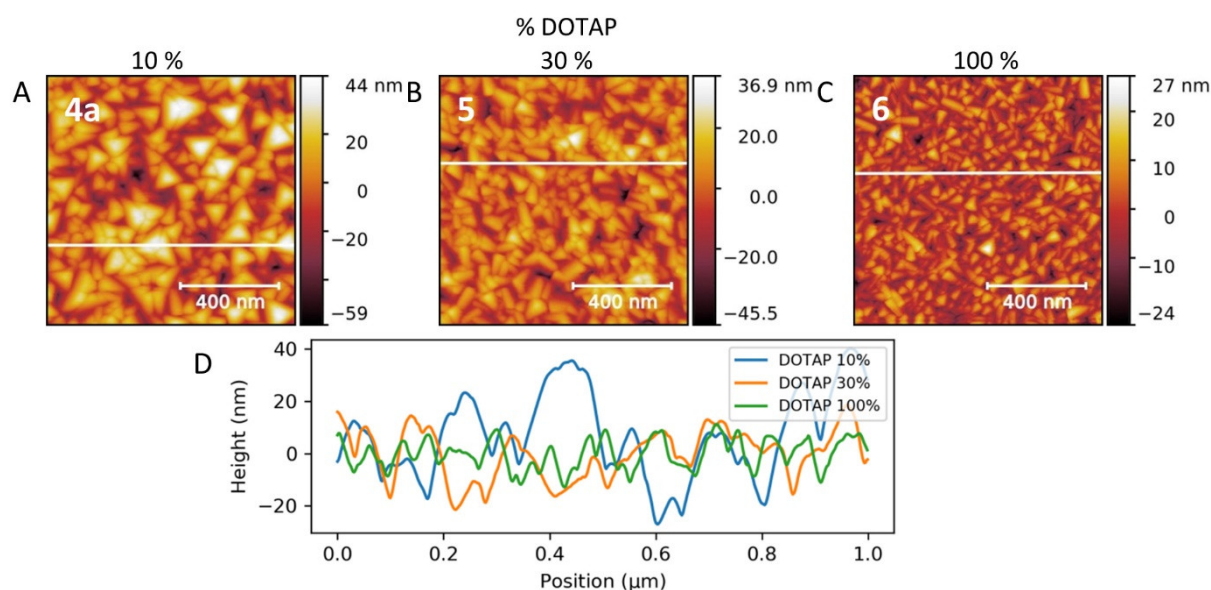 % DOTAP
10 %
30 %
100 %
A
4a
44 nm
20
0
−20
−59
400 nm
B
5
36.9 nm
20.0
0.0
−20.0
−45.5
400 nm
C
6
27 nm
20
10
0
−10
−24
400 nm
D
Height (nm)
40
20
0
−20
DOTAP 10%
DOTAP 30%
DOTAP 100%
0.0
0.2
0.4
0.6
0.8
1.0
Position (μm)